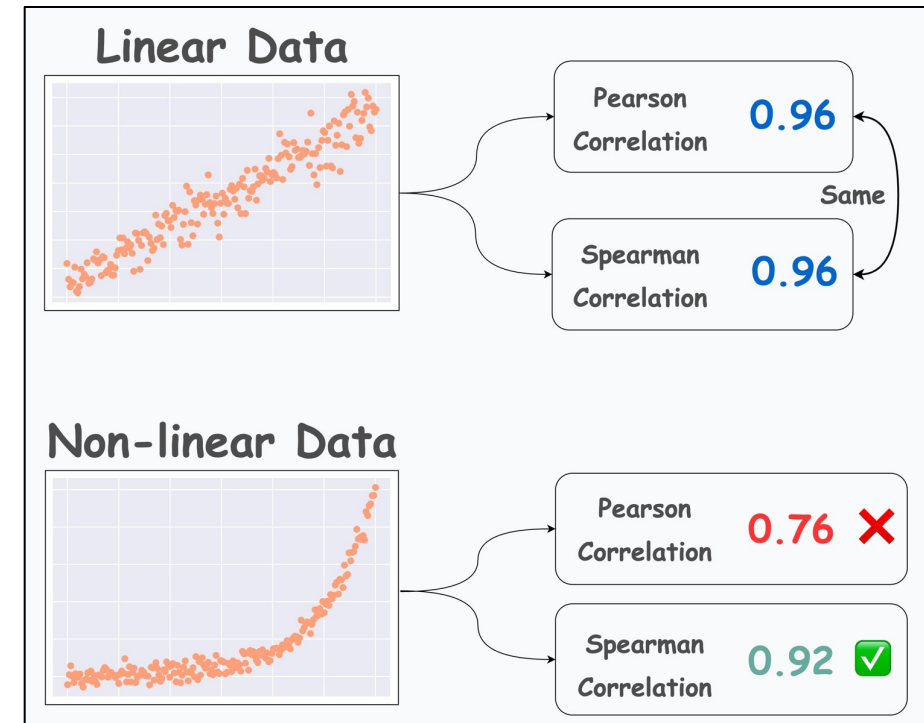 Linear Data
Pearson
Correlation
0.96
Same
Spearman
Correlation
0.96
Non-linear Data
Pearson
Correlation
0.76 ❌
Spearman
Correlation
0.92 ✅